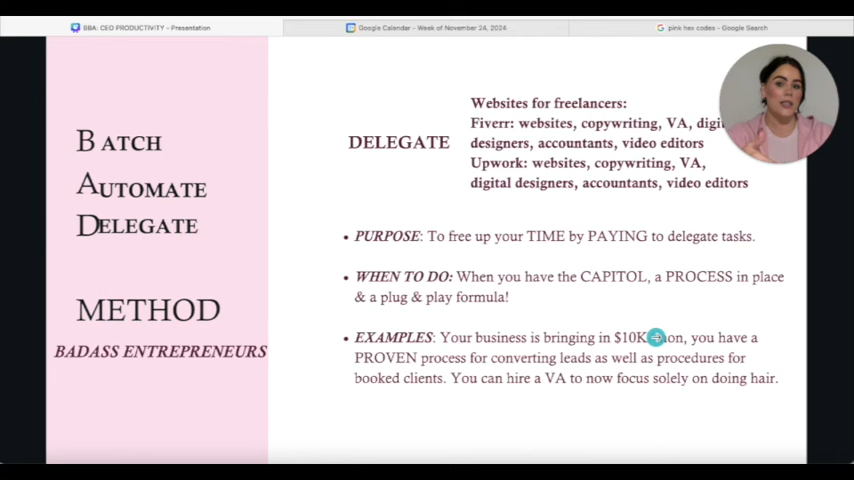 BBA: CEO PRODUCTIVITY - Presentation
Google Calendar - Week of November 24, 2024
pink hex codes - Google Search
BATCH
AUTOMATE
DELEGATE
METHOD
BADASS ENTREPRENEURS
DELEGATE
Websites for freelancers:
Fiverr: websites, copywriting, VA,
designers, accountants, video editors
Upwork: websites, copywriting, VA,
digital designers, accountants, video editors
• PURPOSE: To free up your TIME by PAYING to delegate tasks.
• WHEN TO DO: When you have the CAPITOL, a PROCESS in place
& a plug & play formula!
• EXAMPLES: Your business is bringing in $10K you have a
PROVEN process for converting leads as well as procedures for
booked clients. You can hire a VA to now focus solely on doing hair.